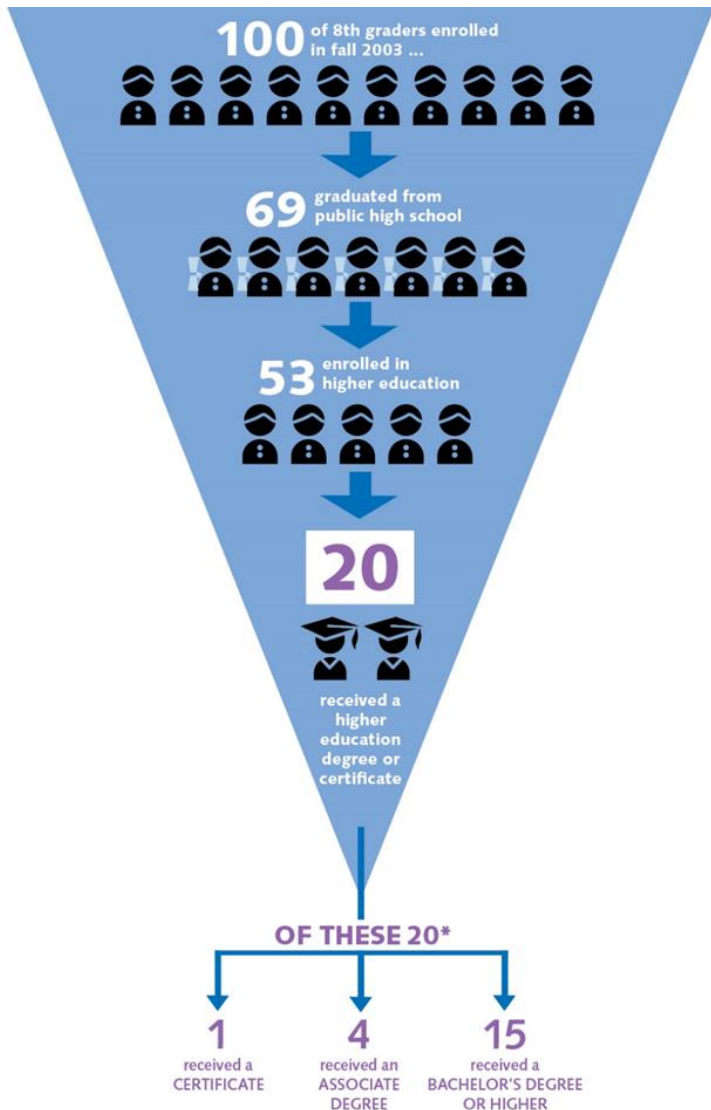 100 of 8th graders enrolled
in fall 2003 ...
69 graduated from
public high school
53 enrolled in
higher education
20
received a
higher
education
degree or
certificate
OF THESE 20*
1
received a
CERTIFICATE
4
received an
ASSOCIATE
DEGREE
15
received a
BACHELOR'S DEGREE
OR HIGHER